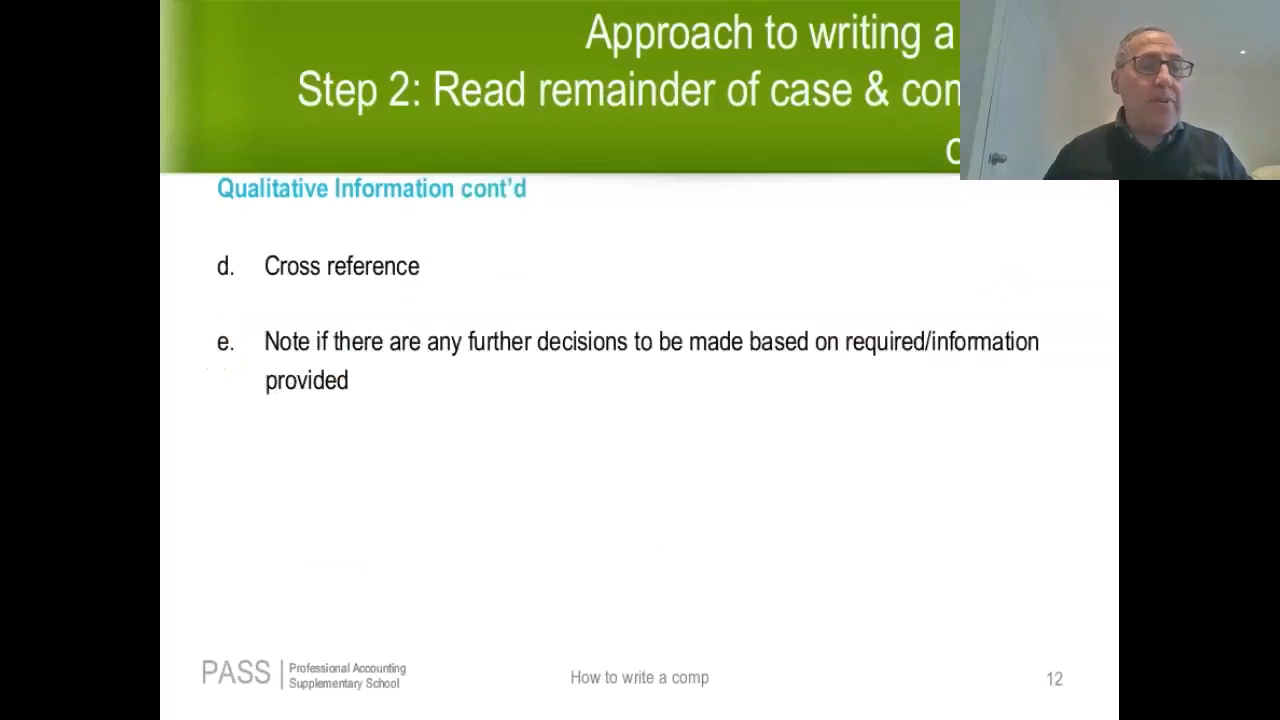 Approach to writing a
Step 2: Read remainder of case &
Qualitative Information cont’d
d. Cross reference
e. Note if there are any further decisions to be made based on required/information
provided
PASS
Professional Accounting
Supplementary School
How to write a comp
12